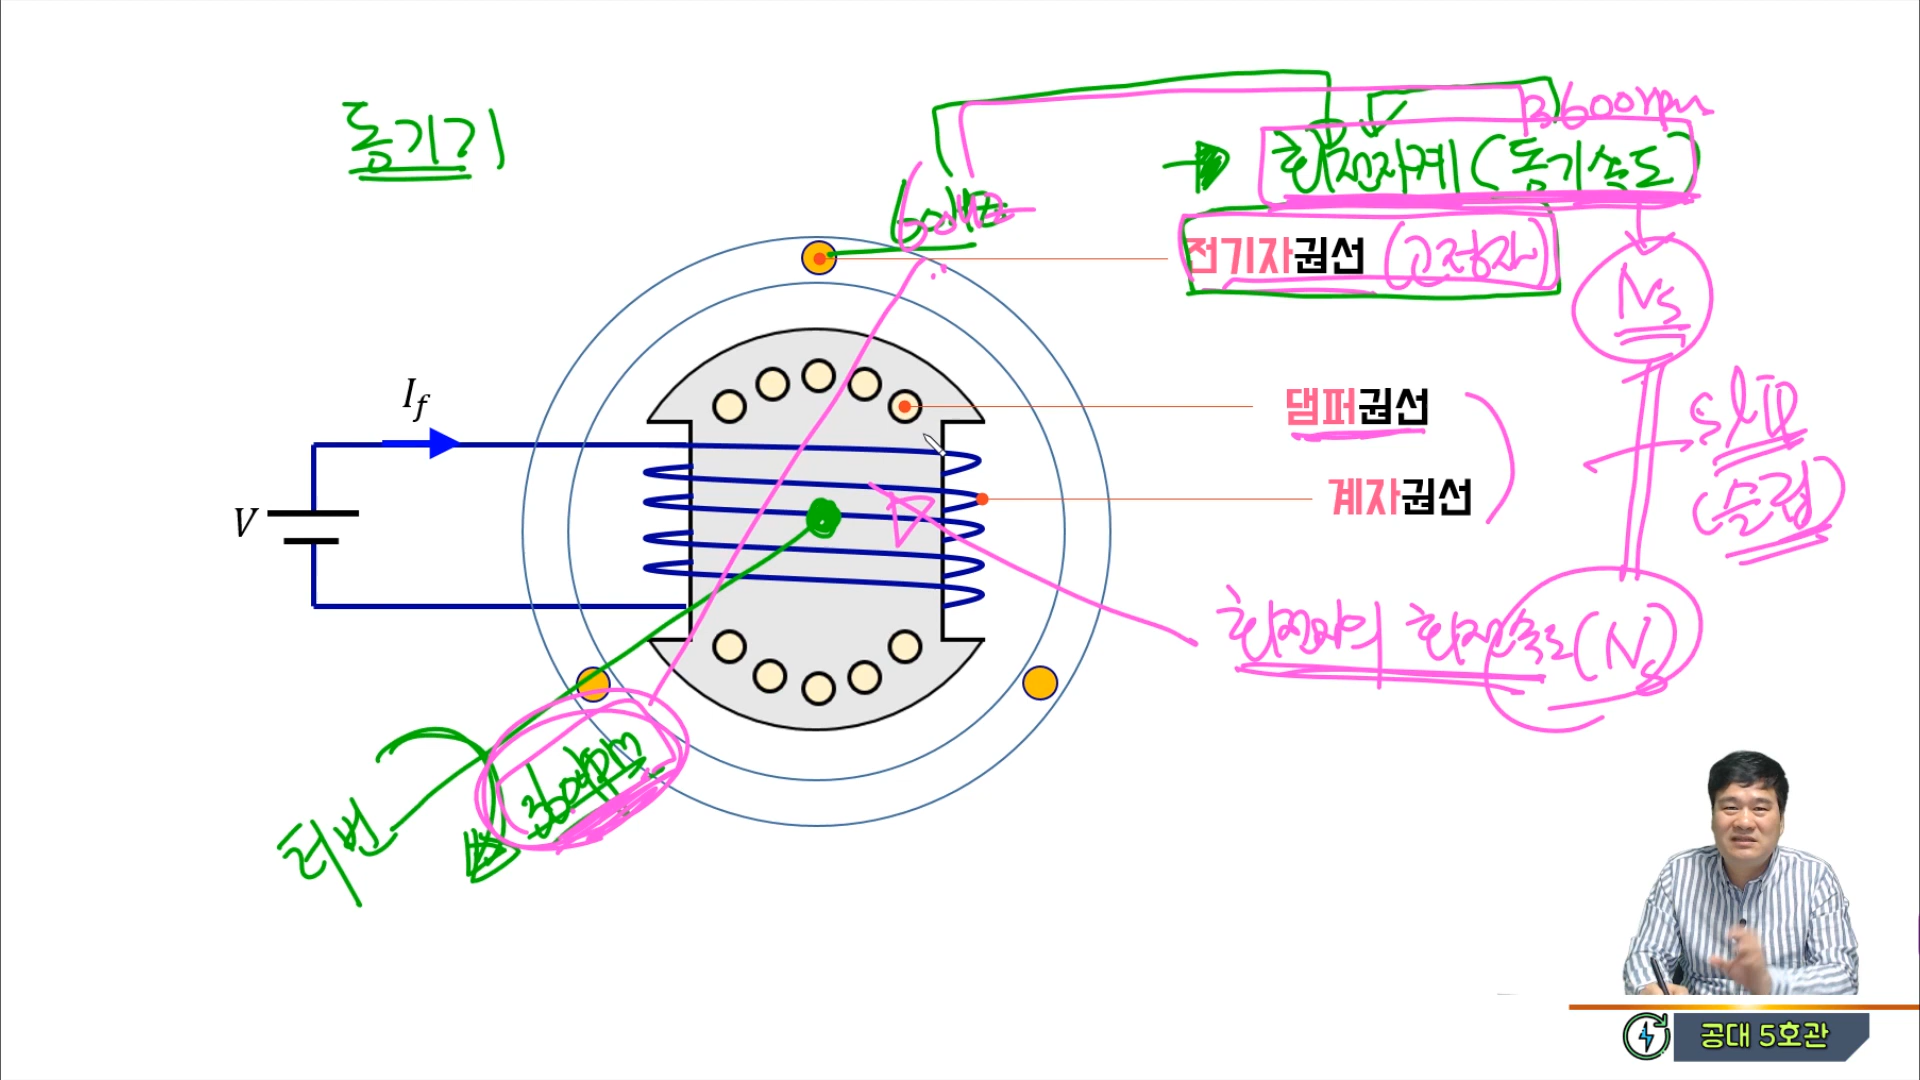 동기기
3600rpm
회전자계 (동기속도)
60Hz
전기자권선 (고정자)
Ns
I_f
댐퍼권선
slip
(슬립)
계자권선
V
회전자의 회전속도 (N)
3600rpm
터빈
공대 5호관